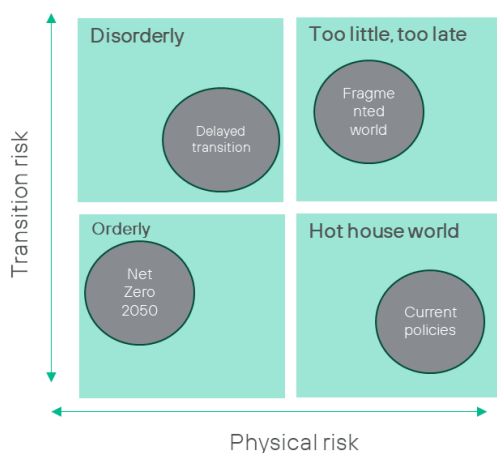 Disorderly
Too little, too late
Delayed
transition
Fragme
nted
world
Transition risk
Orderly
Hot house world
Net
Zero
2050
Current
policies
Physical risk